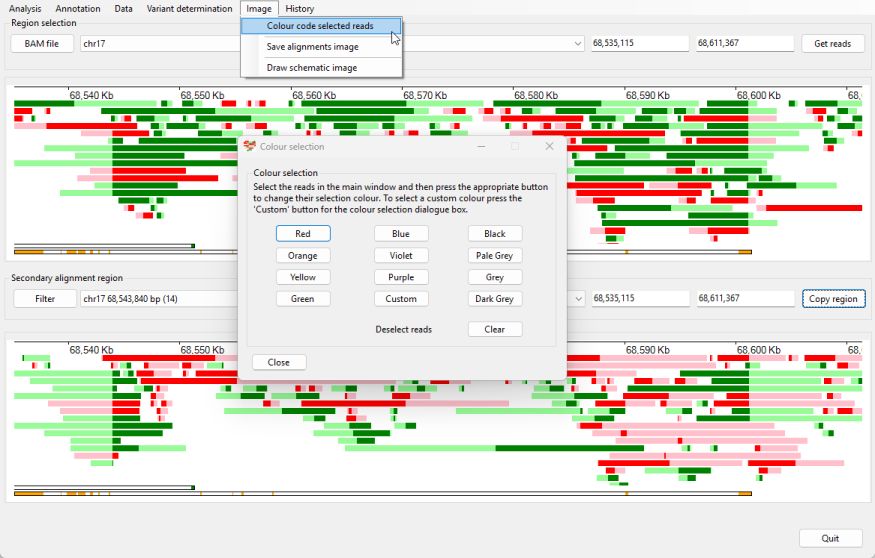 Analysis Annotation Data Variant determination Image History
Colour code selected reads
Save alignments image
Draw schematic image
Region selection
BAM file chr17 68,535,115 68,611,367 Get reads
68,540 Kb 68,550 Kb 68,560 Kb 68,570 Kb 68,580 Kb 68,590 Kb 68,600 Kb 68,
Colour selection
Colour selection
Select the reads in the main window and then press the appropriate button
to change their selection colour. To select a custom colour press the
'Custom' button for the colour selection dialogue box.
Red Blue Black
Orange Violet Pale Grey
Yellow Purple Grey
Green Custom Dark Grey
Deselect reads Clear
Close
Secondary alignment region
Filter chr17 68,543,840 bp (14) 68,535,115 68,611,367 Copy region
68,540 Kb 68,550 Kb 68,590 Kb 68,600 Kb 68,
Quit